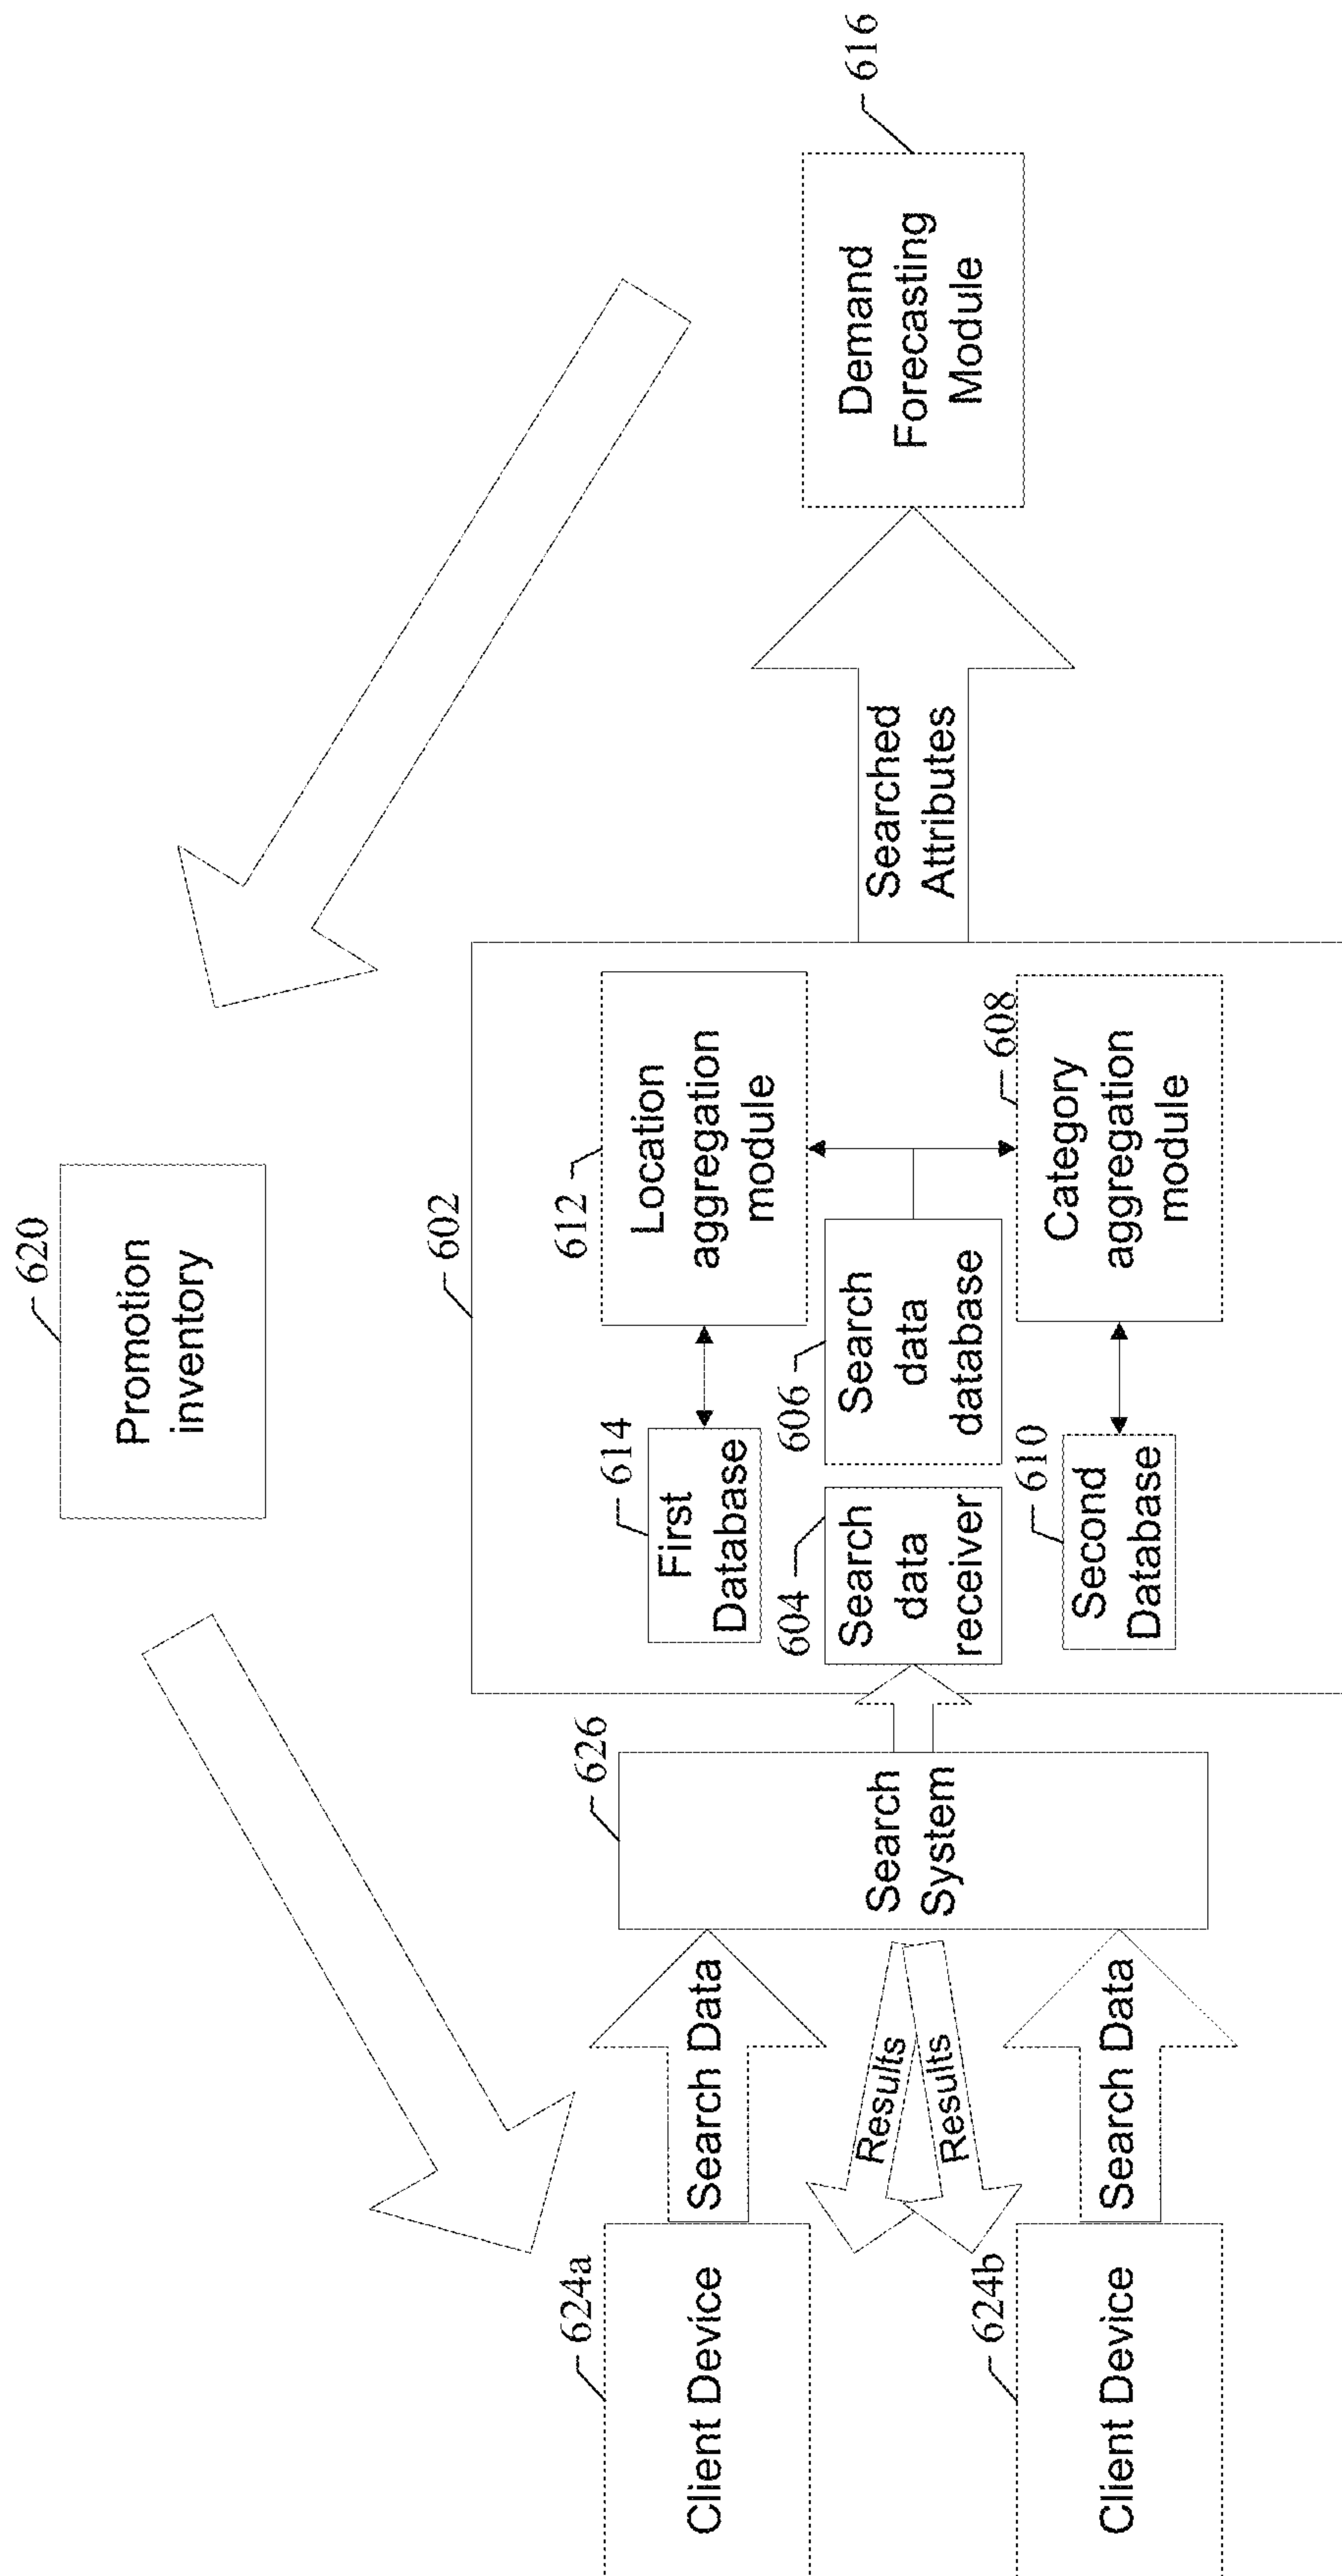 620
Promotion
inventory
602
612
Location
aggregation
module
614
First
Database
606
Search
data
database
604
Search
data
receiver
608
Category
aggregation
module
610
Second
Database
626
Search
System
624a
Client Device
Search Data
Results
Results
624b
Client Device
Search Data
Searched
Attributes
616
Demand
Forecasting
Module